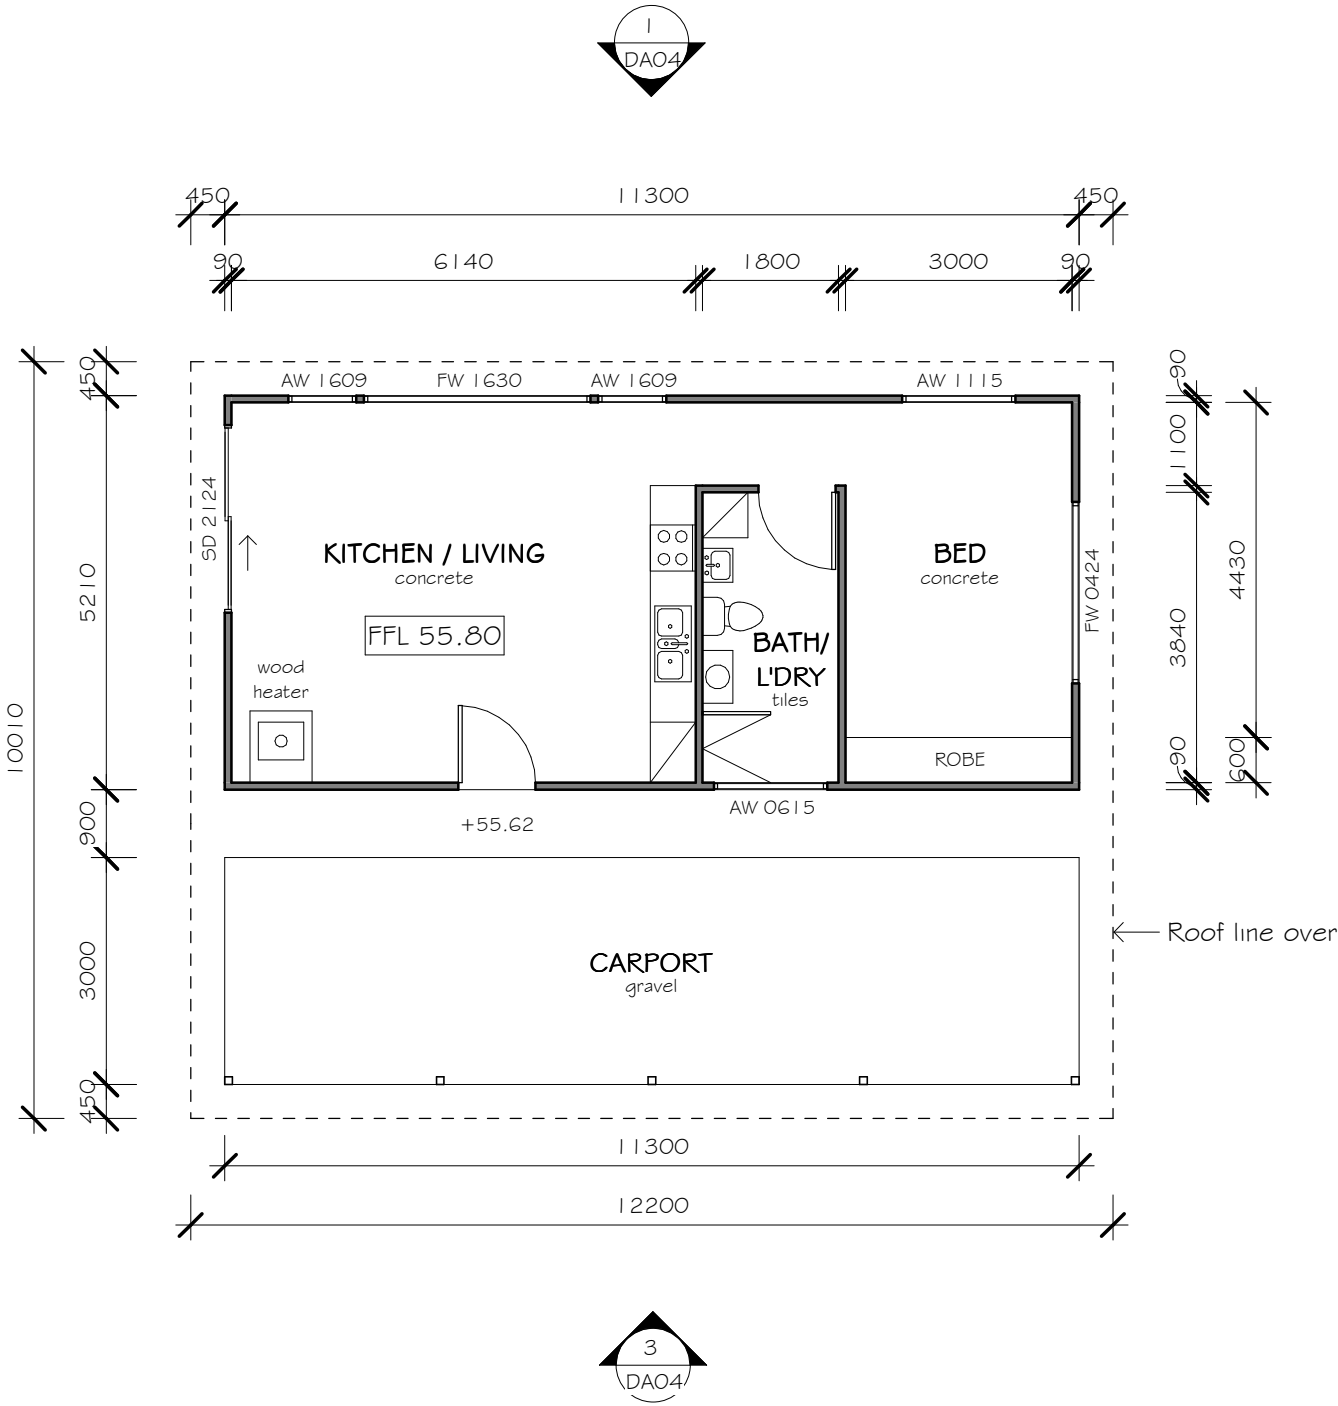 1
DA04
450
11300
450
90
6140
1800
3000
90
450
AW 1609
FW 1630
AW 1609
AW 1115
90
1100
SD 2124
KITCHEN / LIVING
concrete
BED
concrete
FW 0424
4430
5210
FFL 55.80
BATH/
L'DRY
tiles
3840
wood
heater
10010
ROBE
90
600
900
+55.62
AW 0615
Roof line over
CARPORT
gravel
3000
450
11300
12200
3
DA04